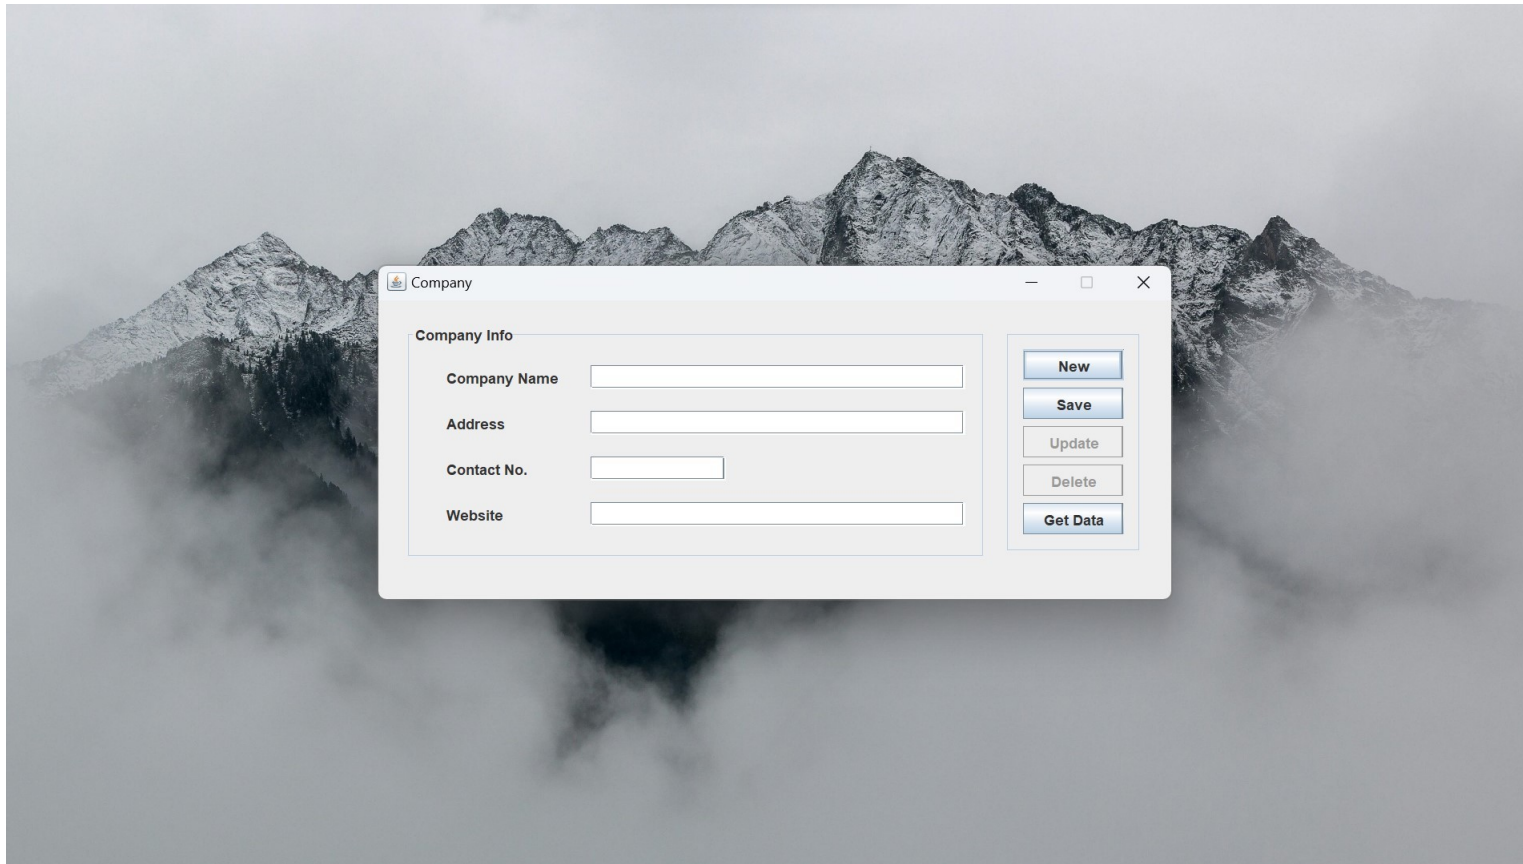 Company
Company Info
Company Name
Address
Contact No.
Website
New
Save
Update
Delete
Get Data